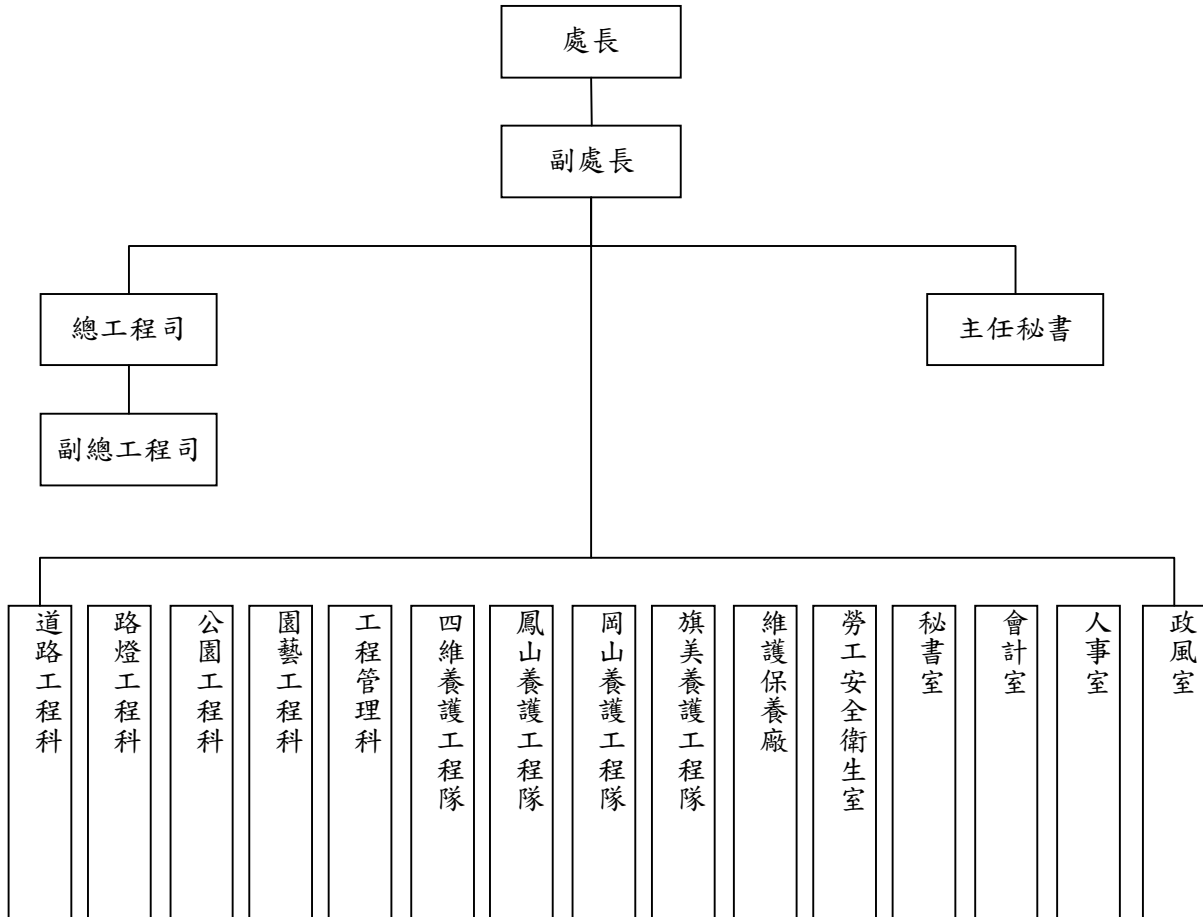 處長
副處長
總工程司
主任秘書
副總工程司
道路工程科
路燈工程科
公園工程科
園藝工程科
工程管理科
四維養護工程隊
鳳山養護工程隊
岡山養護工程隊
旗美養護工程隊
維護保養廠
勞工安全衛生室
秘書室
會計室
人事室
政風室